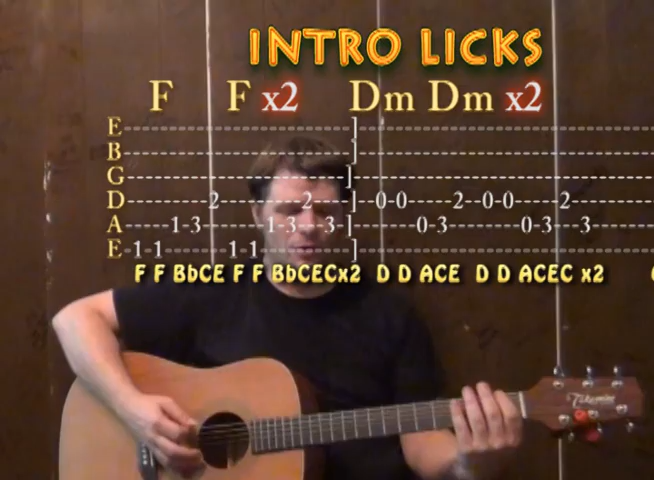 INTRO LICKS
F F x2 Dm Dm x2
E---------------------------------]---------------------------------------------
B---------------------------------]---------------------------------------------
G---------------------------------]---------------------------------------------
D-----------2-----------2-----]--0-0------2--0-0------2-----------
A------1-3--------1-3---3-]-------0-3----------0-3---3---------
E-1-1---------1-1-------------]
F F BbCE F F BbCECx2 D D ACE D D ACEC x2
Takamine